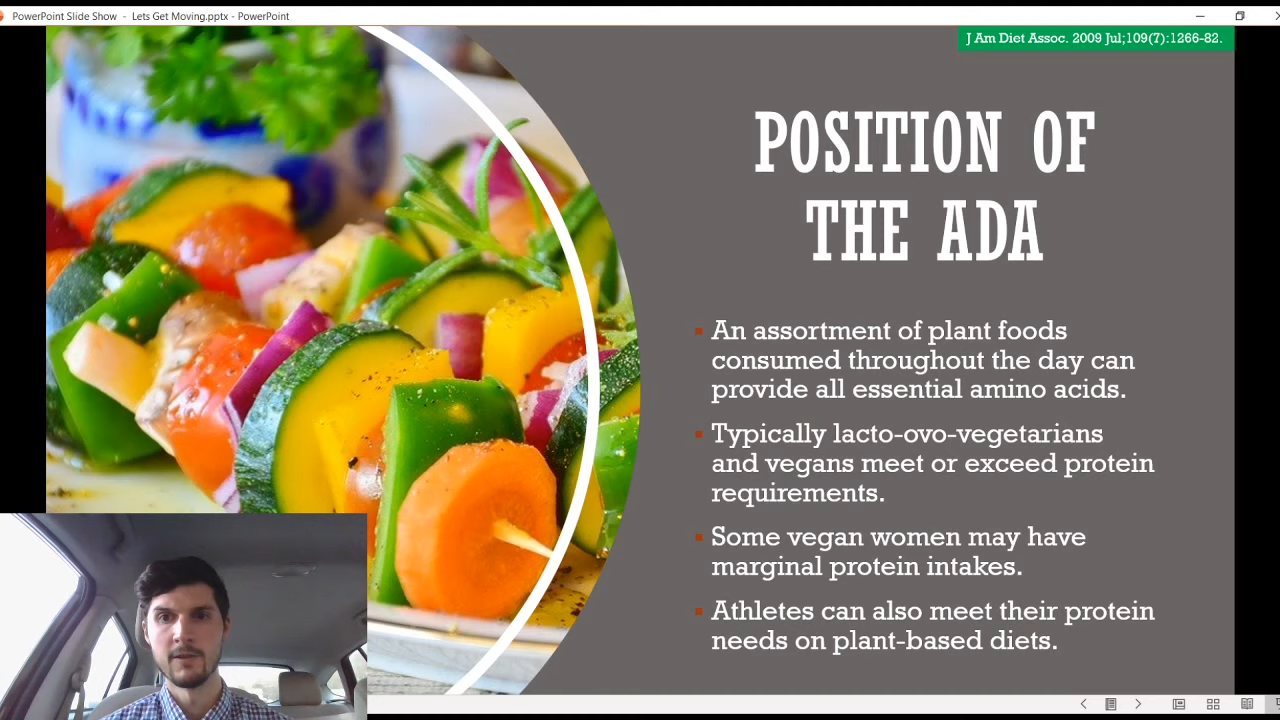 PowerPoint Slide Show - Lets Get Moving.pptx - PowerPoint
J Am Diet Assoc. 2009 Jul;109(7):1266-82.
POSITION OF
THE ADA
▪ An assortment of plant foods
consumed throughout the day can
provide all essential amino acids.
▪ Typically lacto-ovo-vegetarians
and vegans meet or exceed protein
requirements.
▪ Some vegan women may have
marginal protein intakes.
▪ Athletes can also meet their protein
needs on plant-based diets.